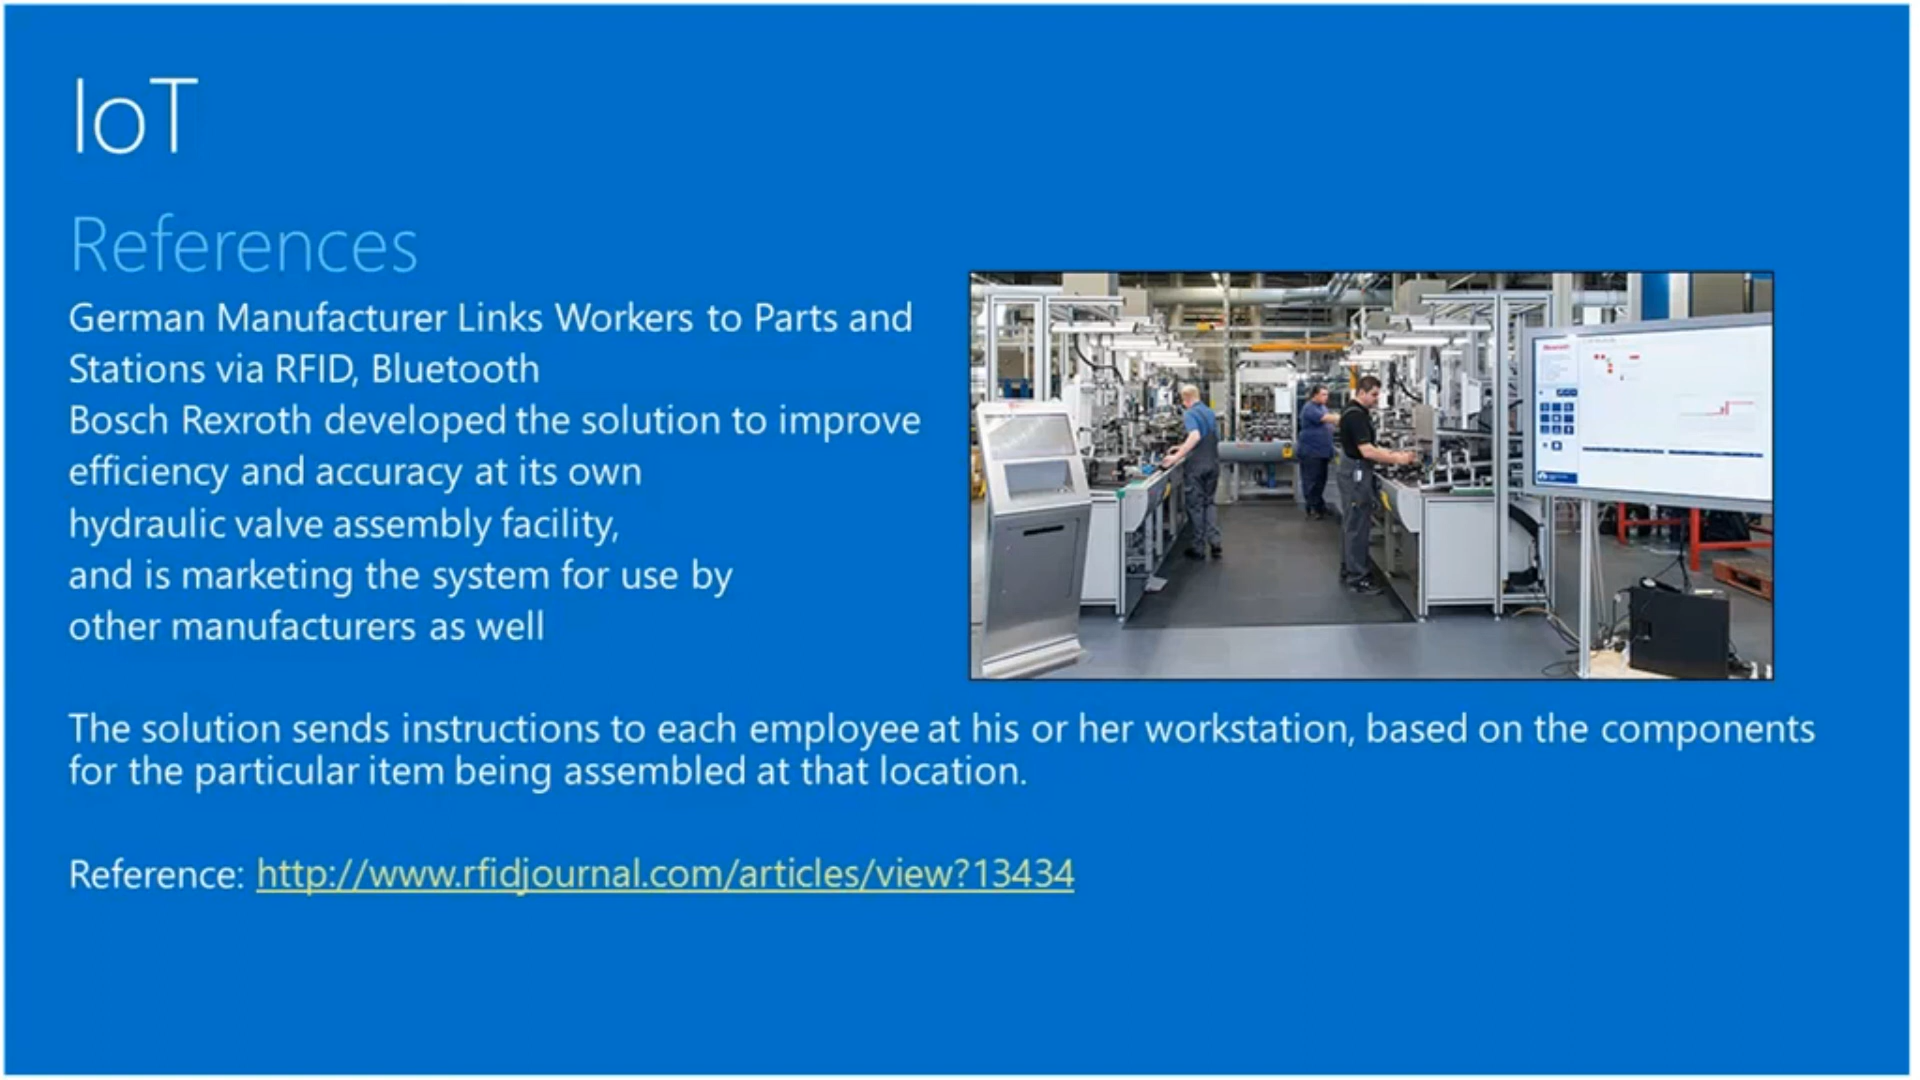 IoT
References
German Manufacturer Links Workers to Parts and
Stations via RFID, Bluetooth
Bosch Rexroth developed the solution to improve
efficiency and accuracy at its own
hydraulic valve assembly facility,
and is marketing the system for use by
other manufacturers as well
The solution sends instructions to each employee at his or her workstation, based on the components
for the particular item being assembled at that location.
Reference: http://www.rfidjournal.com/articles/view?13434